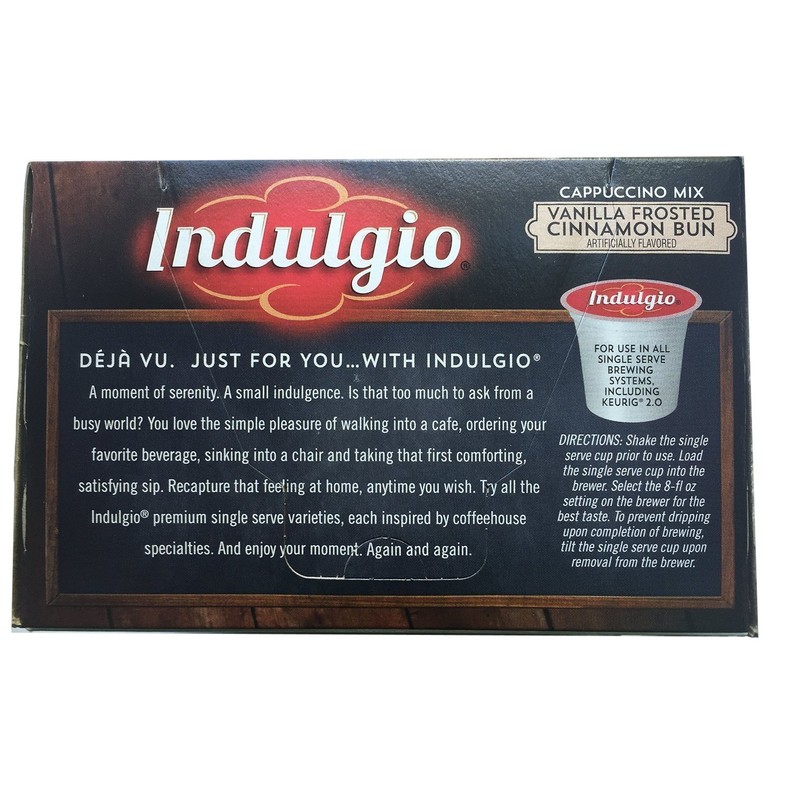 Indulgio®
CAPPUCCINO MIX
VANILLA FROSTED
CINNAMON BUN
ARTIFICIALLY FLAVORED
DÉJÀ VU. JUST FOR YOU...WITH INDULGIO®
A moment of serenity. A small indulgence. Is that too much to ask from a
busy world? You love the simple pleasure of walking into a cafe, ordering your
favorite beverage, sinking into a chair and taking that first comforting,
satisfying sip. Recapture that feeling at home, anytime you wish. Try all the
Indulgio® premium single serve varieties, each inspired by coffeehouse
specialties. And enjoy your moment. Again and again.
Indulgio
FOR USE IN ALL
SINGLE SERVE
BREWING
SYSTEMS,
INCLUDING
KEURIG® 2.0
DIRECTIONS: Shake the single
serve cup prior to use. Load
the single serve cup into the
brewer. Select the 8-fl oz
setting on the brewer for the
best taste. To prevent dripping
upon completion of brewing,
tilt the single serve cup upon
removal from the brewer.